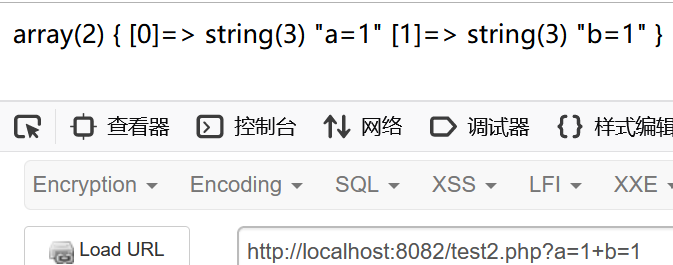 array(2) { [0]=> string(3) "a=1" [1]=> string(3) "b=1" }
查看器 控制台 网络 调试器 {} 样式编辑
Encryption Encoding SQL XSS LFI XXE
Load URL http://localhost:8082/test2.php?a=1+b=1